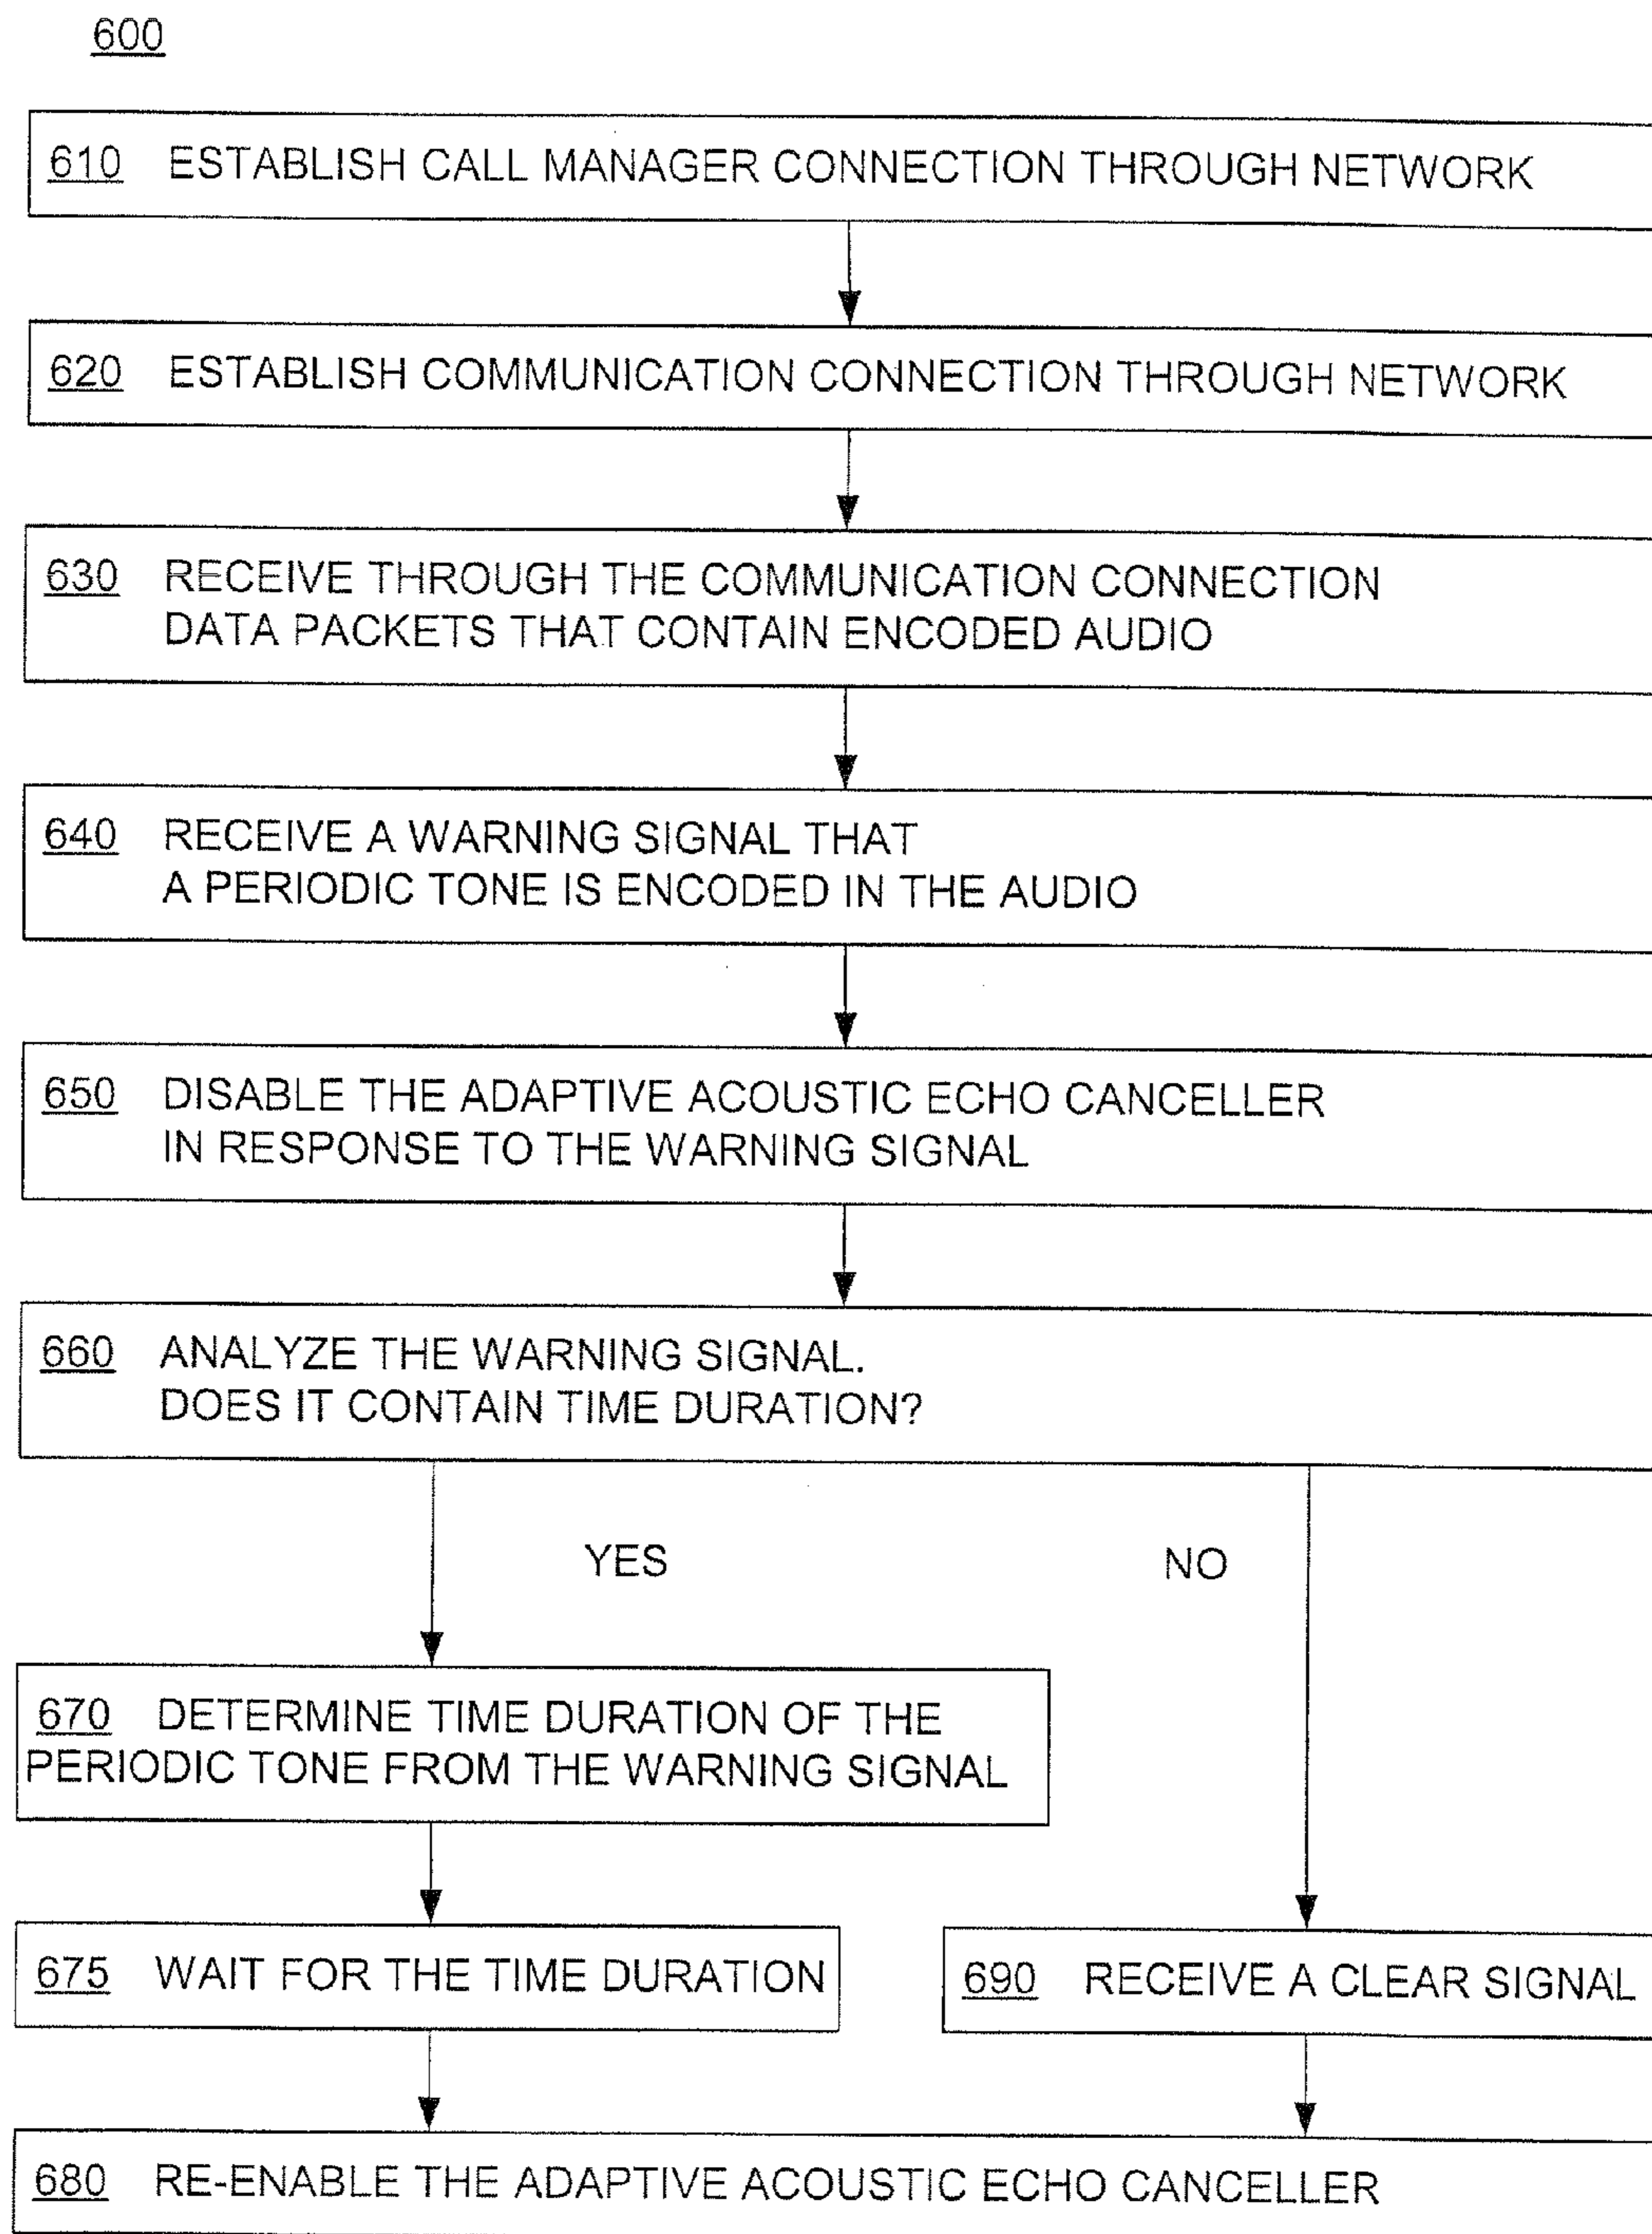 600
610 ESTABLISH CALL MANAGER CONNECTION THROUGH NETWORK
620 ESTABLISH COMMUNICATION CONNECTION THROUGH NETWORK
630 RECEIVE THROUGH THE COMMUNICATION CONNECTION
DATA PACKETS THAT CONTAIN ENCODED AUDIO
640 RECEIVE A WARNING SIGNAL THAT
A PERIODIC TONE IS ENCODED IN THE AUDIO
650 DISABLE THE ADAPTIVE ACOUSTIC ECHO CANCELLER
IN RESPONSE TO THE WARNING SIGNAL
660 ANALYZE THE WARNING SIGNAL.
DOES IT CONTAIN TIME DURATION?
YES
NO
670 DETERMINE TIME DURATION OF THE
PERIODIC TONE FROM THE WARNING SIGNAL
675 WAIT FOR THE TIME DURATION
690 RECEIVE A CLEAR SIGNAL
680 RE-ENABLE THE ADAPTIVE ACOUSTIC ECHO CANCELLER